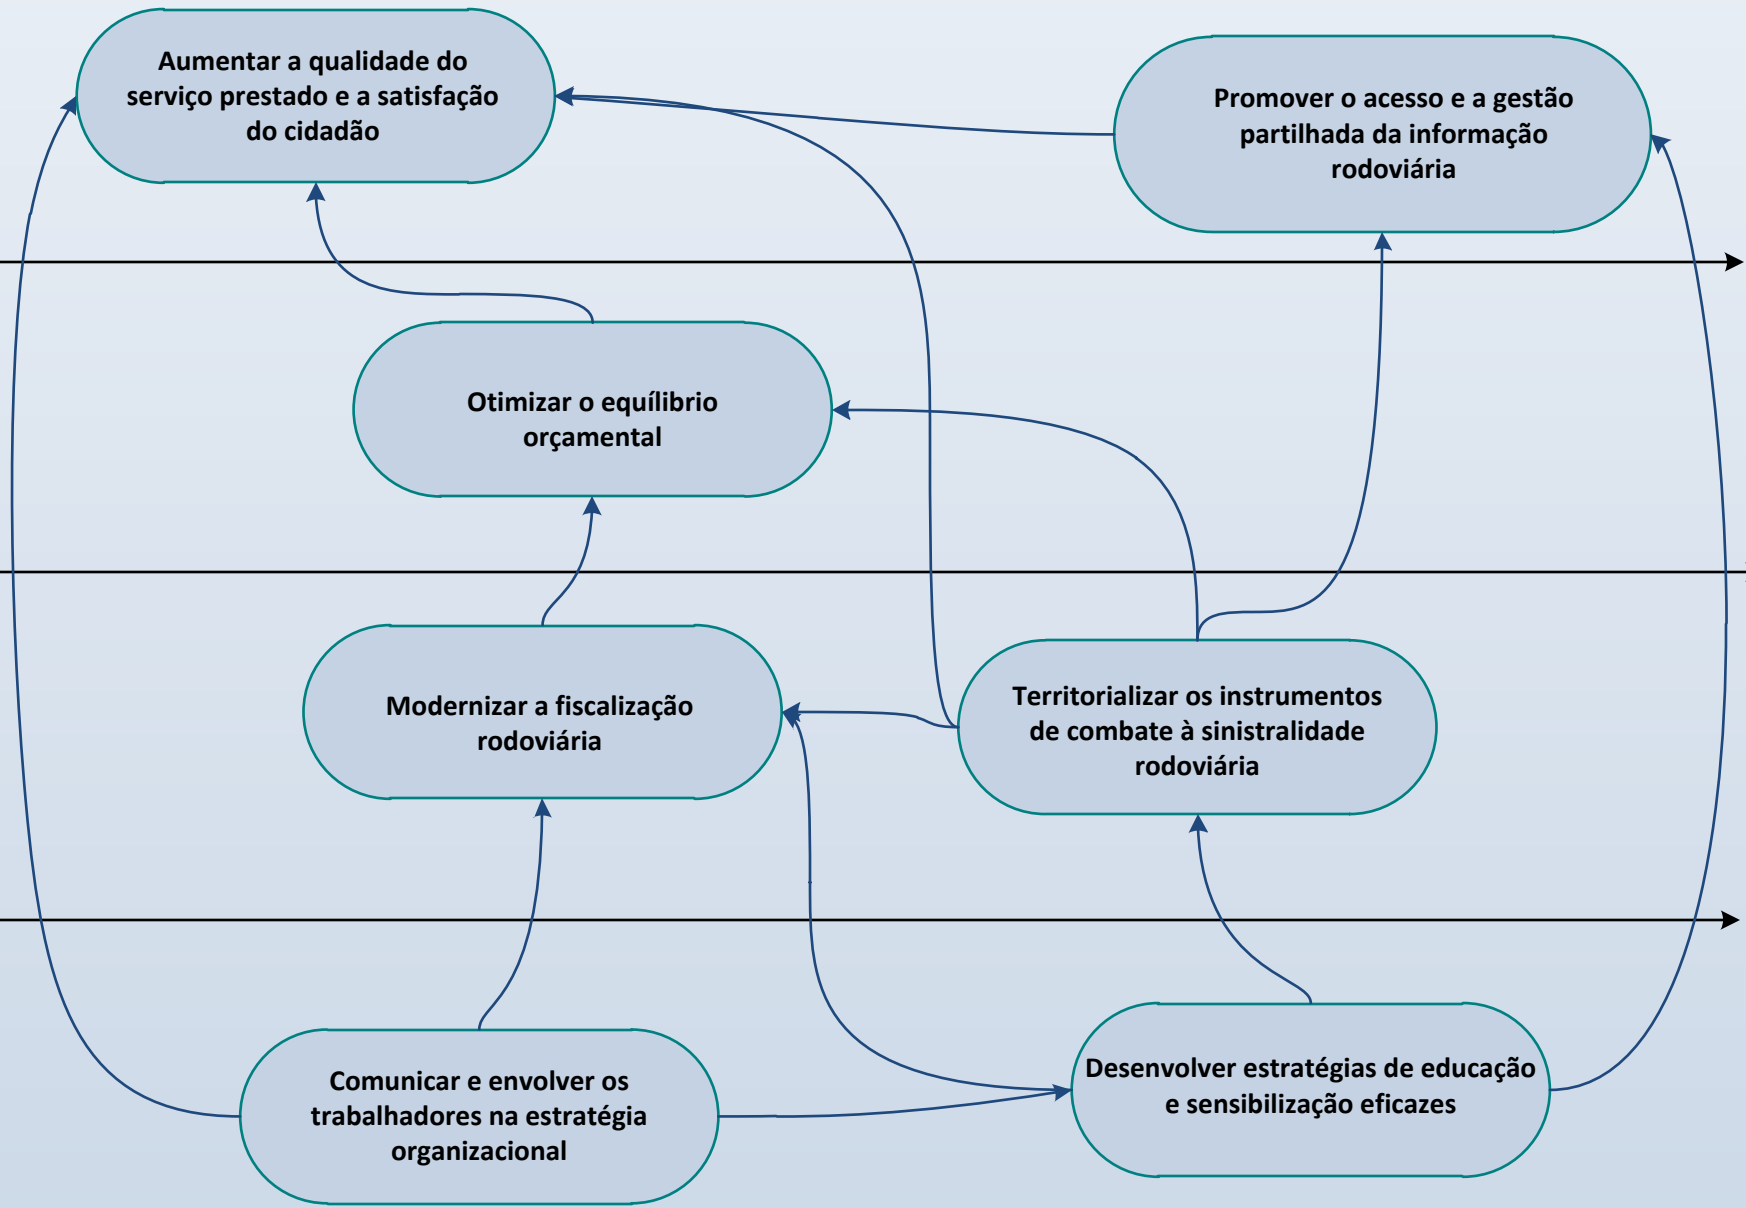 Aumentar a qualidade do
serviço prestado e a satisfação
do cidadão
Promover o acesso e a gestão
partilhada da informação
rodoviária
Otimizar o equílibrio
orçamental
Modernizar a fiscalização
rodoviária
Territorializar os instrumentos
de combate à sinistralidade
rodoviária
Comunicar e envolver os
trabalhadores na estratégia
organizacional
Desenvolver estratégias de educação
e sensibilização eficazes